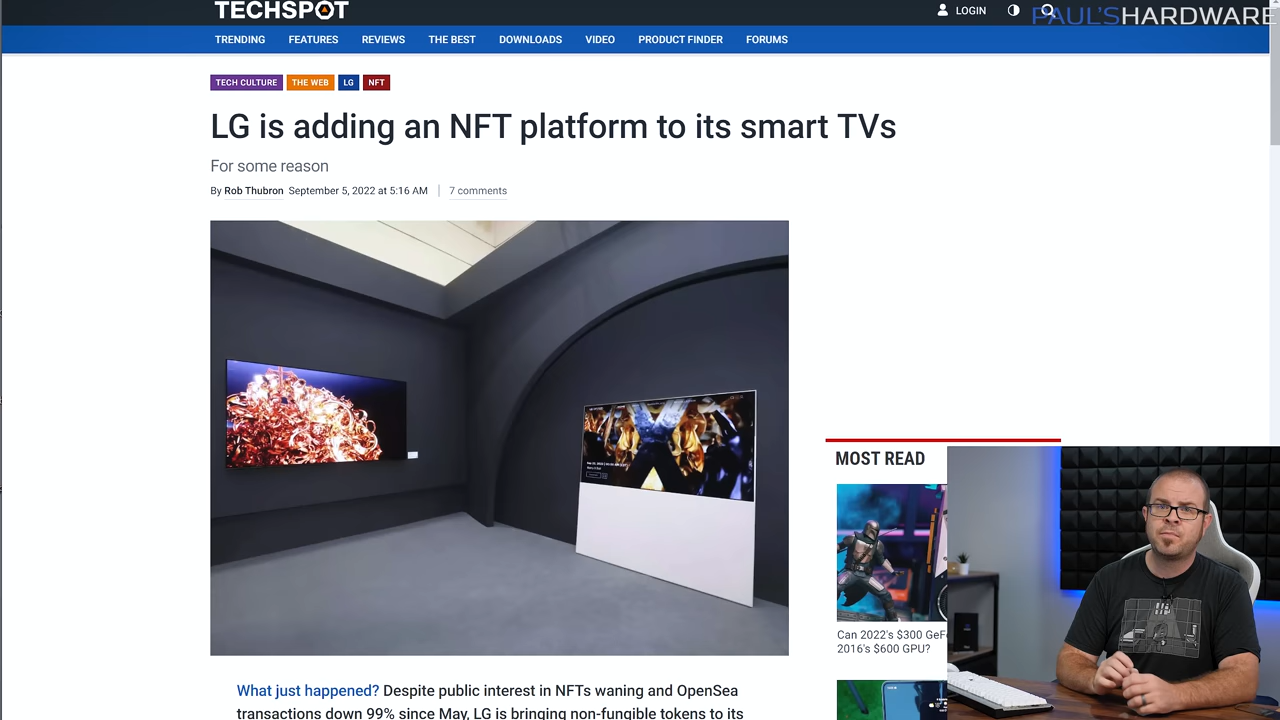 TECHSPOT
LOGIN
PAUL'SHARDWARE
TRENDING
FEATURES
REVIEWS
THE BEST
DOWNLOADS
VIDEO
PRODUCT FINDER
FORUMS
TECH CULTURE
THE WEB
LG
NFT
LG is adding an NFT platform to its smart TVs
For some reason
By Rob Thubron September 5, 2022 at 5:16 AM
7 comments
MOST READ
Can 2022's $300 GeF
2016's $600 GPU?
What just happened? Despite public interest in NFTs waning and OpenSea
transactions down 99% since May, LG is bringing non-fungible tokens to its